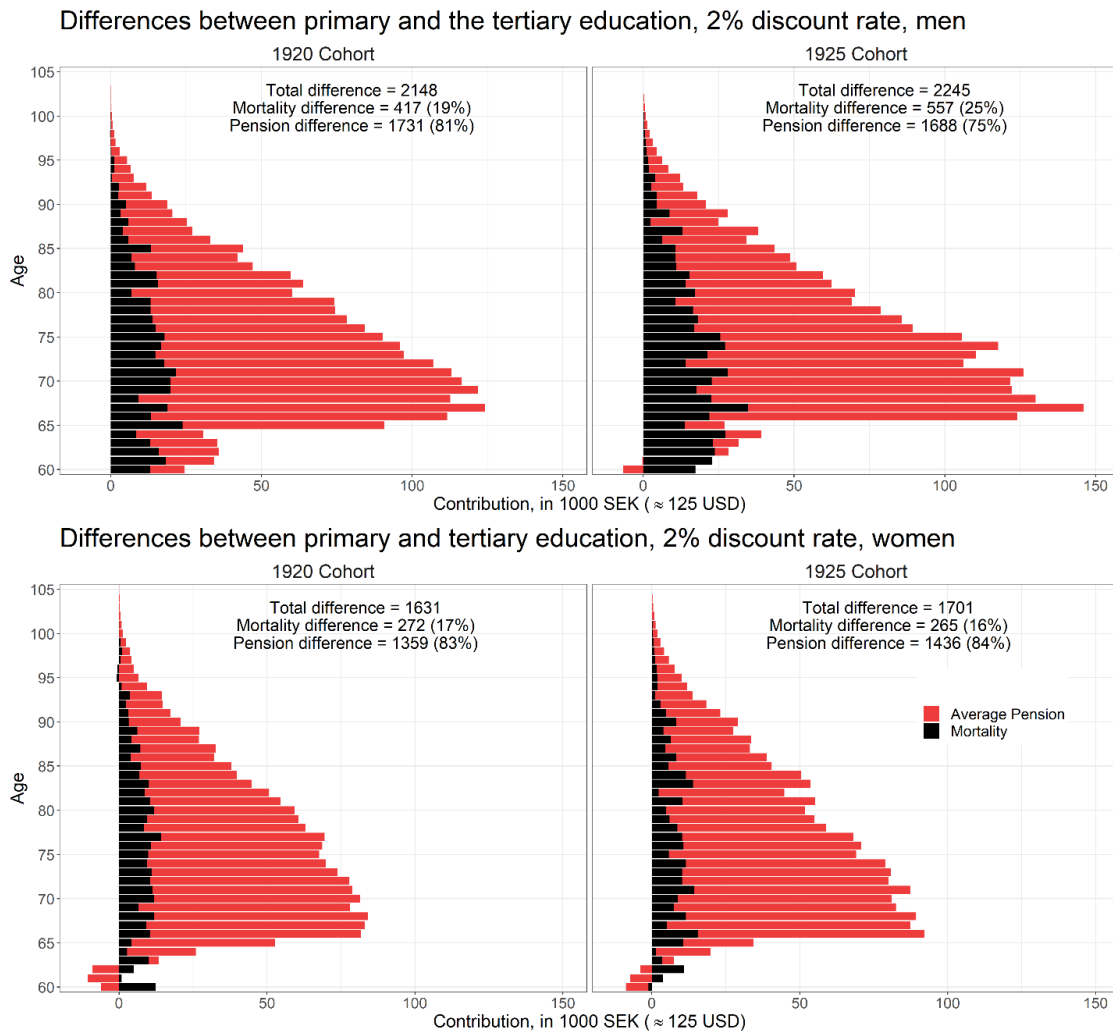 Differences between primary and the tertiary education, 2% discount rate, men
1920 Cohort
1925 Cohort
Total difference = 2148
Mortality difference = 417 (19%)
Pension difference = 1731 (81%)
Total difference = 2245
Mortality difference = 557 (25%)
Pension difference = 1688 (75%)
105
100
95
90
85
80
75
70
65
60
Age
0
50
100
150
0
50
100
150
Contribution, in 1000 SEK ( ≈ 125 USD)
Differences between primary and tertiary education, 2% discount rate, women
1920 Cohort
1925 Cohort
Total difference = 1631
Mortality difference = 272 (17%)
Pension difference = 1359 (83%)
Total difference = 1701
Mortality difference = 265 (16%)
Pension difference = 1436 (84%)
Average Pension
Mortality
105
100
95
90
85
80
75
70
65
60
Age
0
50
100
150
0
50
100
150
Contribution, in 1000 SEK ( ≈ 125 USD)